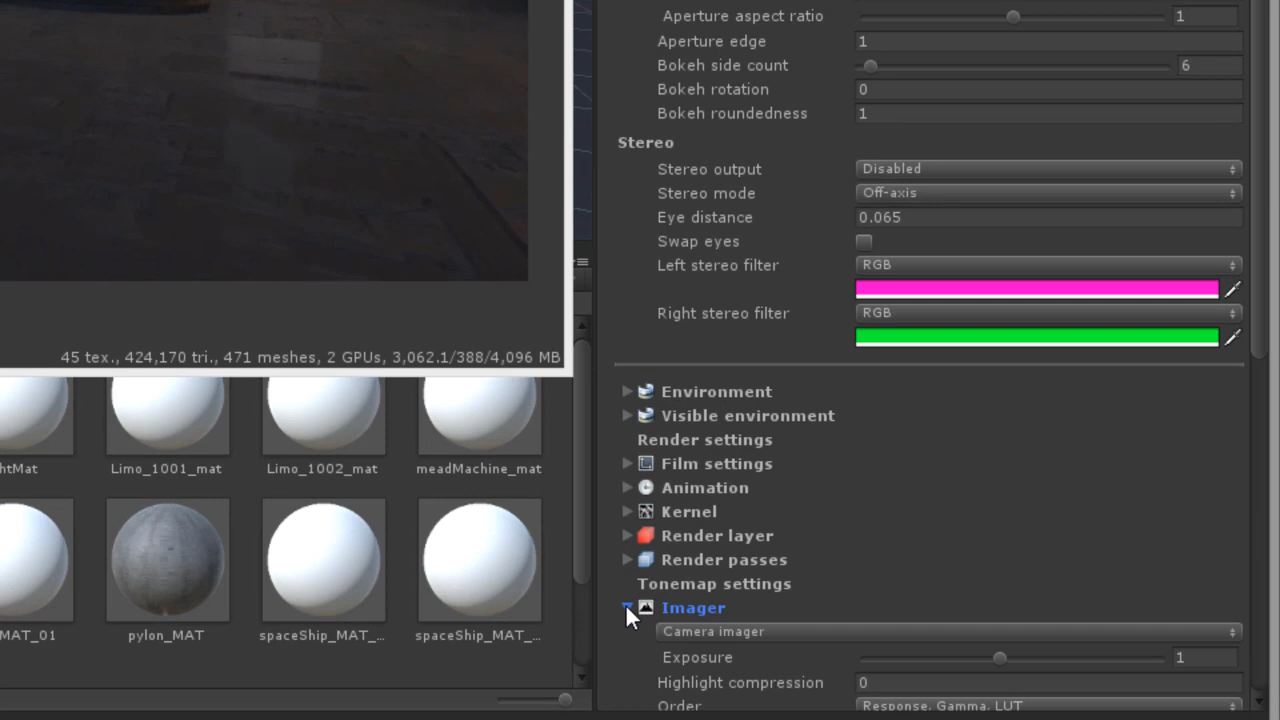 Aperture aspect ratio 1
Aperture edge 1
Bokeh side count 6
Bokeh rotation 0
Bokeh roundedness 1
Stereo
Stereo output Disabled
Stereo mode Off-axis
Eye distance 0.065
Swap eyes
Left stereo filter RGB
Right stereo filter RGB
45 tex., 424,170 tri., 471 meshes, 2 GPUs, 3,062.1/388/4,096 MB
Environment
Visible environment
Render settings
Film settings
Animation
Kernel
Render layer
Render passes
Tonemap settings
Imager
Camera imager
Exposure 1
Highlight compression 0
Order Response, Gamma, LUT
htMat Limo_1001_mat Limo_1002_mat meadMachine_mat
MAT_01 pylon_MAT spaceShip_MAT_... spaceShip_MAT_...